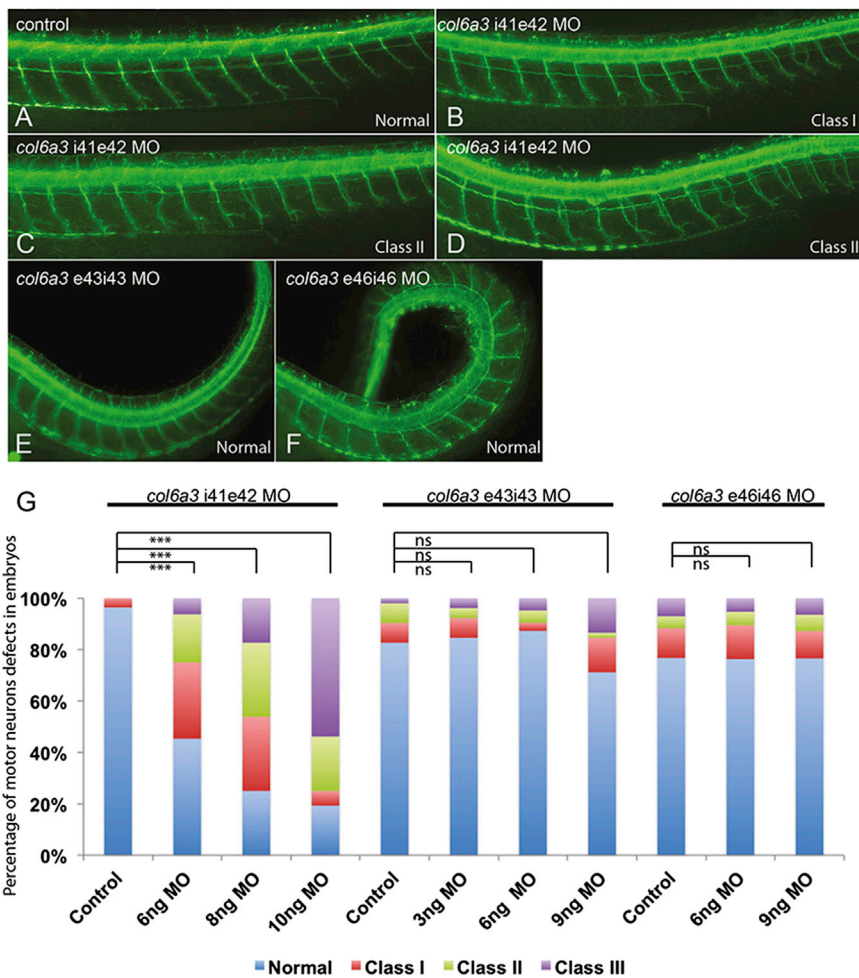 control
A
Normal
col6a3 i41e42 MO
B
Class I
col6a3 i41e42 MO
C
Class II
col6a3 i41e42 MO
D
Class II
col6a3 e43i43 MO
E
Normal
col6a3 e46i46 MO
F
Normal
G
col6a3 i41e42 MO
col6a3 e43i43 MO
col6a3 e46i46 MO
***
***
***
ns
ns
ns
ns
ns
Percentage of motor neurons defects in embryos
100%
80%
60%
40%
20%
0%
Control
6ng MO
8ng MO
10ng MO
Control
3ng MO
6ng MO
9ng MO
Control
6ng MO
9ng MO
Normal
Class I
Class II
Class III